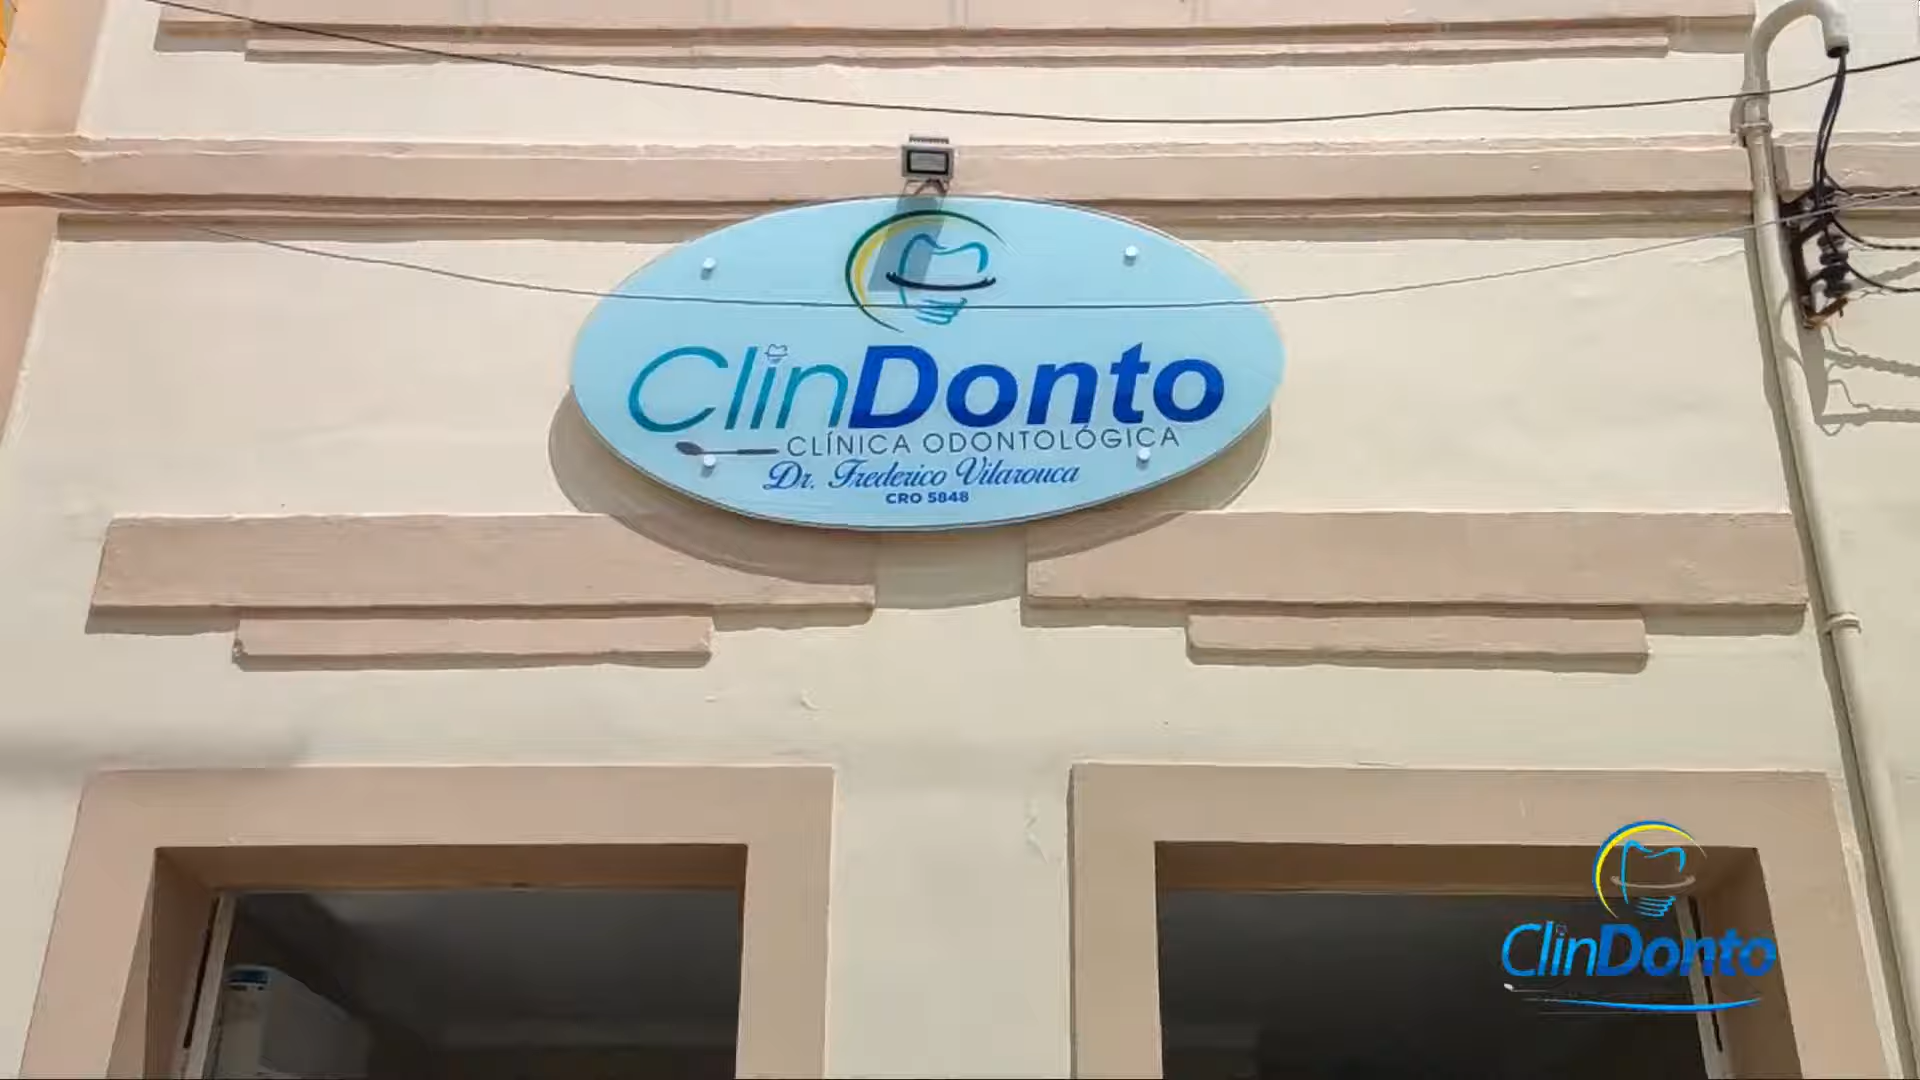 ClinDonto
CLÍNICA ODONTOLÓGICA
Dr. Frederico Vilarouca
CRO 5848
ClinDonto